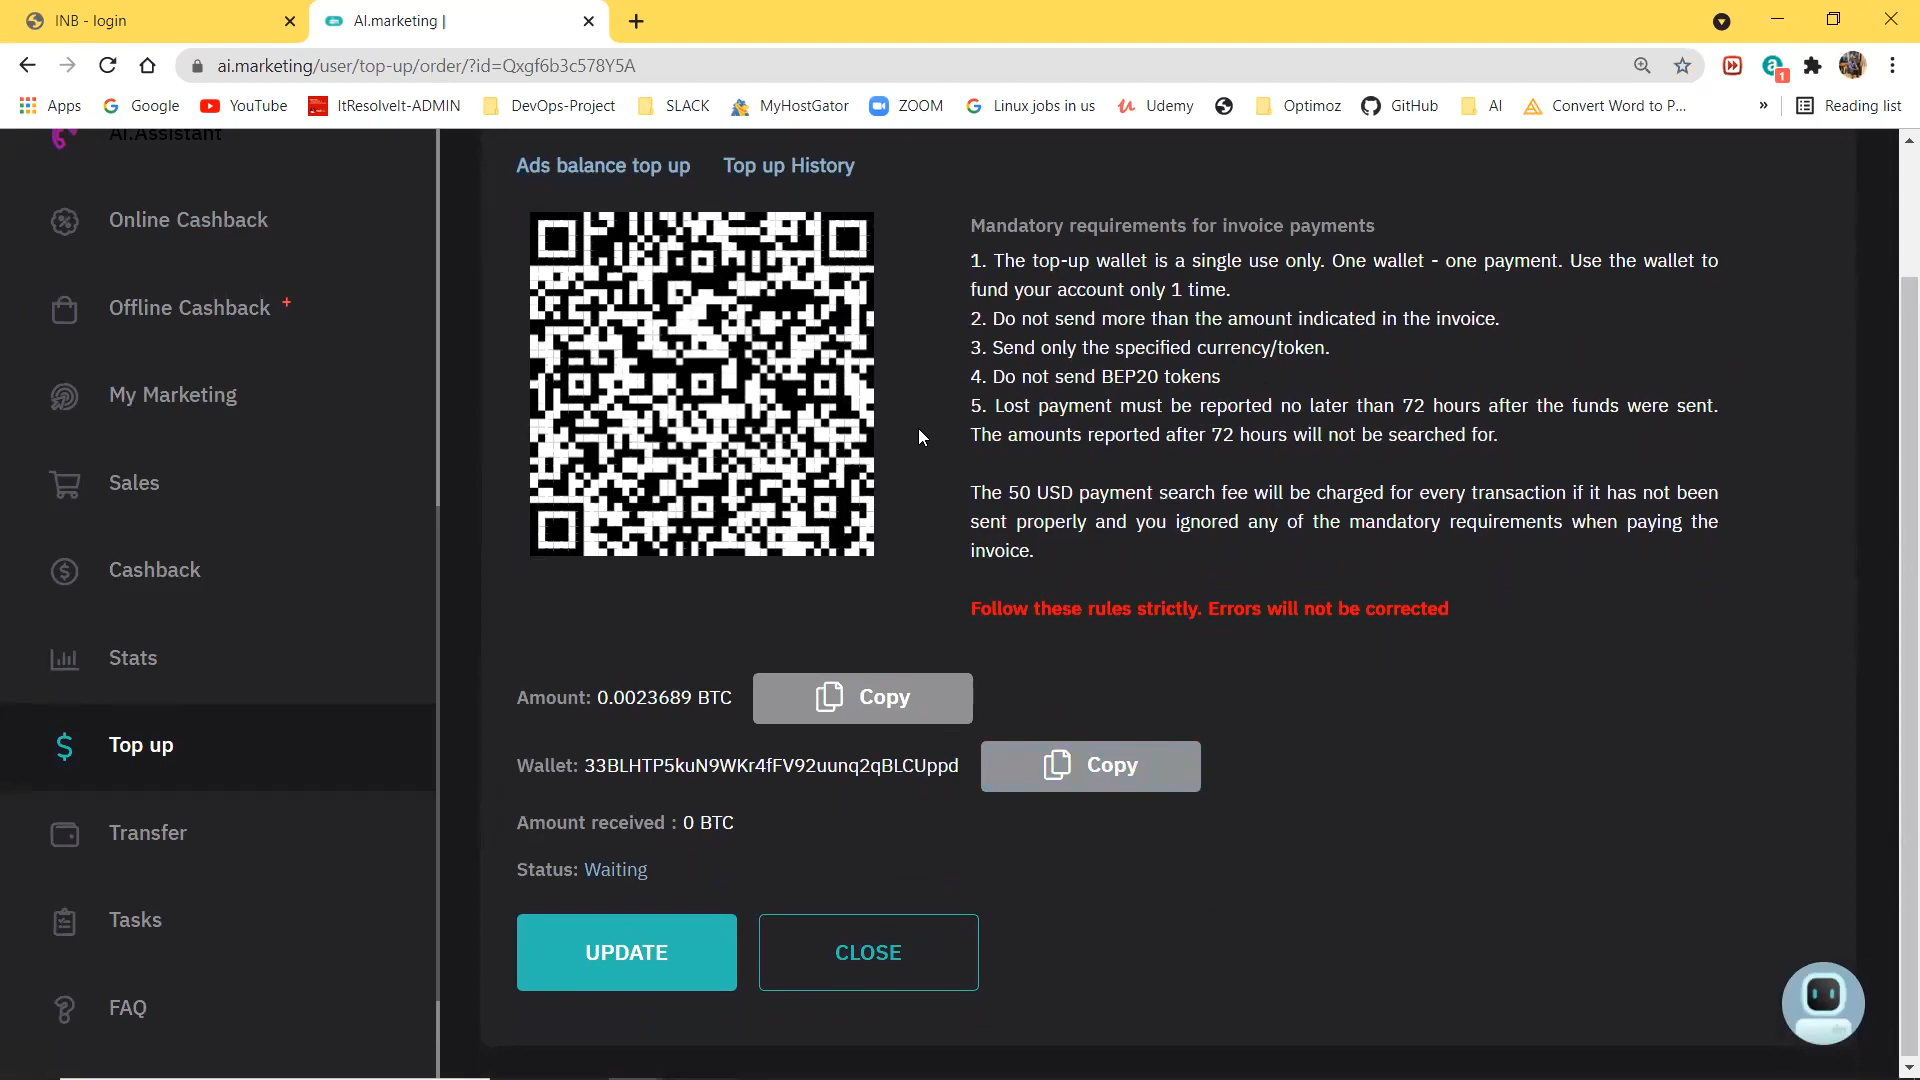 INB - login
AI.marketing |
ai.marketing/user/top-up/order/?id=Qxgf6b3c578Y5A
1
Apps
Google
YouTube
ItResolveIt-ADMIN
DevOps-Project
SLACK
MyHostGator
ZOOM
Linux jobs in us
Udemy
Optimoz
GitHub
AI
Convert Word to P...
»
Reading list
AI.Assistant
Online Cashback
Offline Cashback +
My Marketing
Sales
Cashback
Stats
Top up
Transfer
Tasks
FAQ
Ads balance top up
Top up History
Mandatory requirements for invoice payments
1. The top-up wallet is a single use only. One wallet - one payment. Use the wallet to
fund your account only 1 time.
2. Do not send more than the amount indicated in the invoice.
3. Send only the specified currency/token.
4. Do not send BEP20 tokens
5. Lost payment must be reported no later than 72 hours after the funds were sent.
The amounts reported after 72 hours will not be searched for.
The 50 USD payment search fee will be charged for every transaction if it has not been
sent properly and you ignored any of the mandatory requirements when paying the
invoice.
Follow these rules strictly. Errors will not be corrected
Amount: 0.0023689 BTC
Copy
Wallet: 33BLHTP5kuN9WKr4fFV92uunq2qBLCUppd
Copy
Amount received : 0 BTC
Status: Waiting
UPDATE
CLOSE